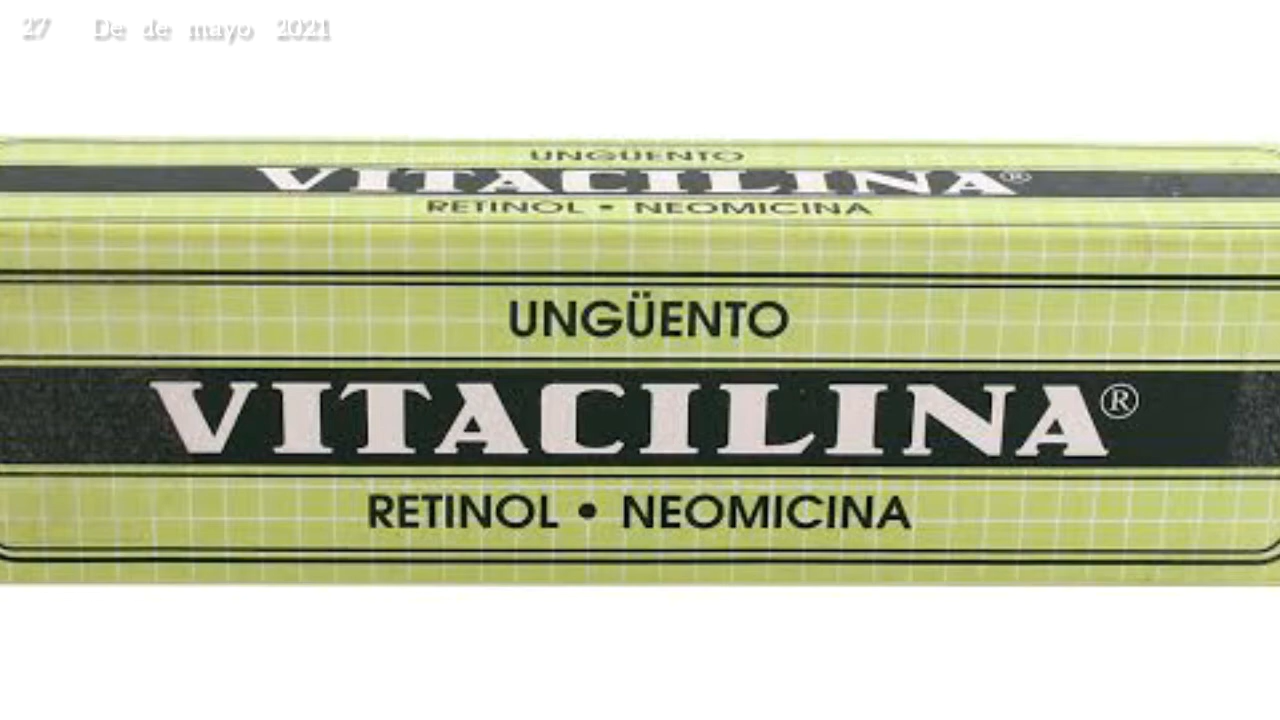 27 De de mayo 2021
UNGÜENTO
VITACILINA®
RETINOL • NEOMICINA
UNGÜENTO
VITACILINA®
RETINOL • NEOMICINA